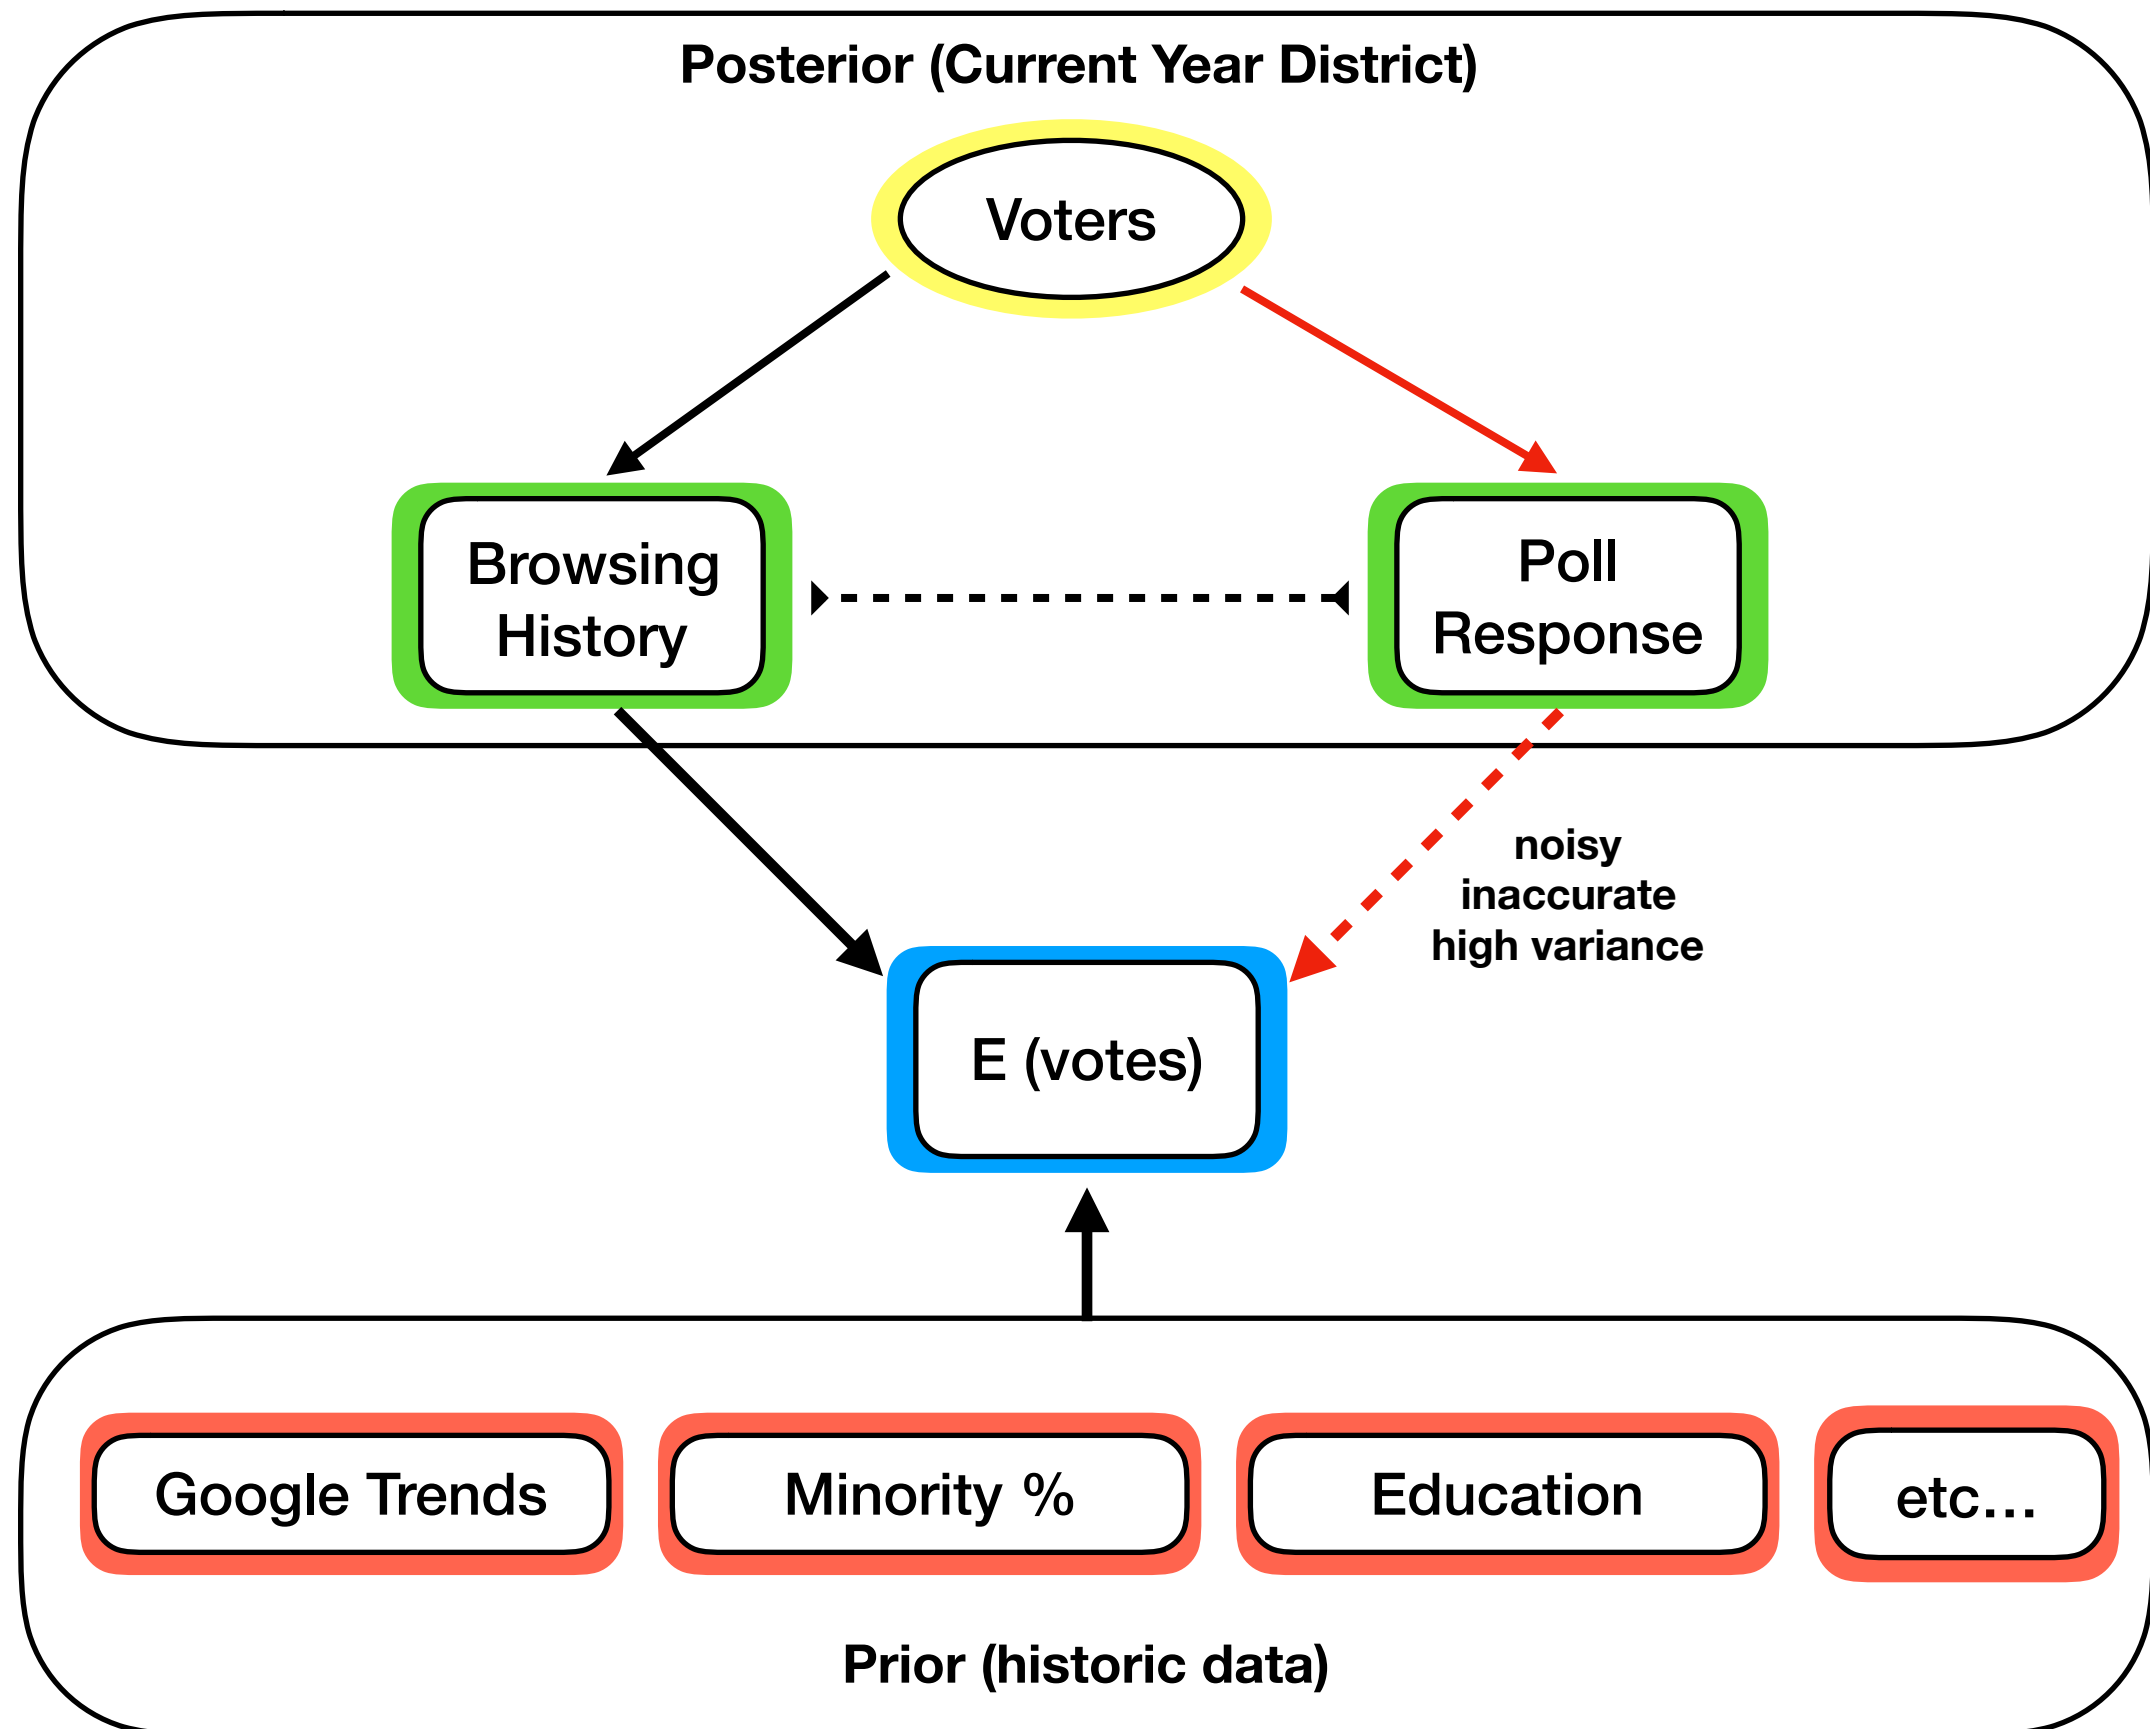 Posterior (Current Year District)
Voters
Browsing
History
Poll
Response
noisy
inaccurate
high variance
E (votes)
Google Trends
Minority %
Education
etc...
Prior (historic data)